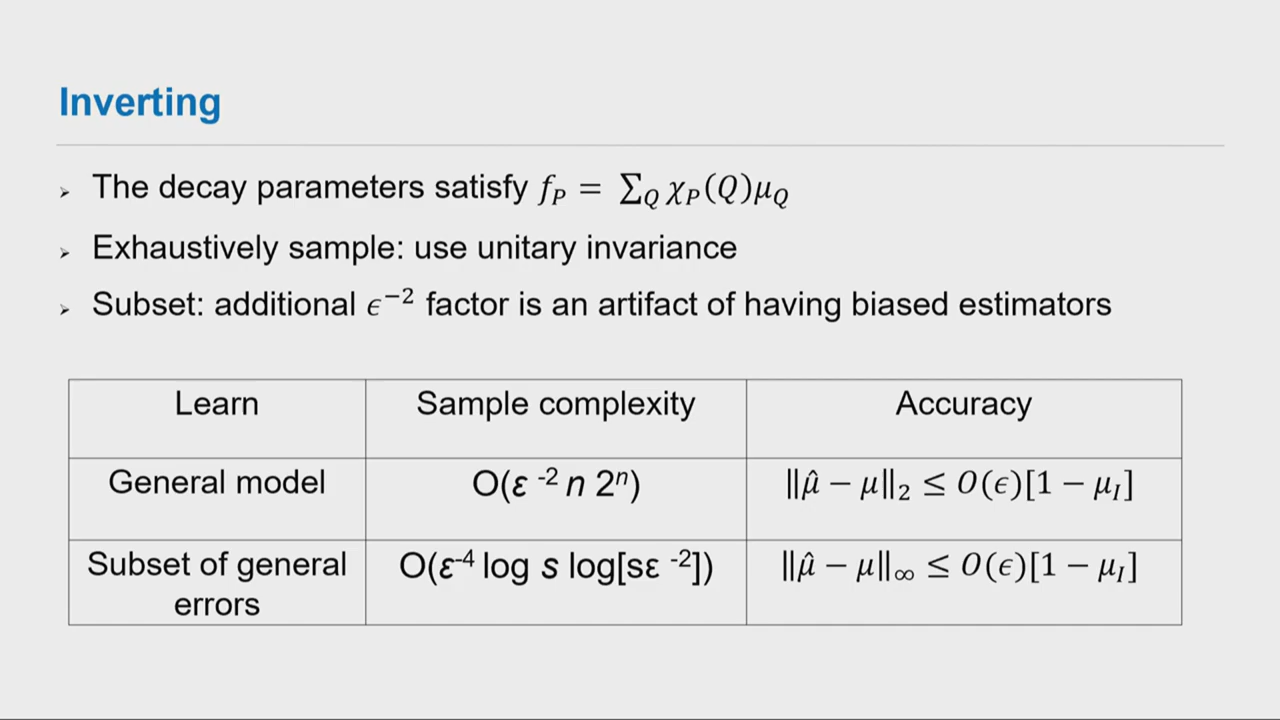 Inverting
➢ The decay parameters satisfy 𝑓_𝑃 = ∑_𝑄 𝜒_𝑃(𝑄)𝜇_𝑄
➢ Exhaustively sample: use unitary invariance
➢ Subset: additional 𝜖⁻² factor is an artifact of having biased estimators
Learn Sample complexity Accuracy
General model O(ε ⁻² n 2ⁿ) ‖𝜇̂ − 𝜇‖₂ ≤ 𝑂(𝜖)[1 − 𝜇_𝐼]
Subset of general errors O(ε⁻⁴ log s log[sε ⁻²]) ‖𝜇̂ − 𝜇‖_∞ ≤ 𝑂(𝜖)[1 − 𝜇_𝐼]